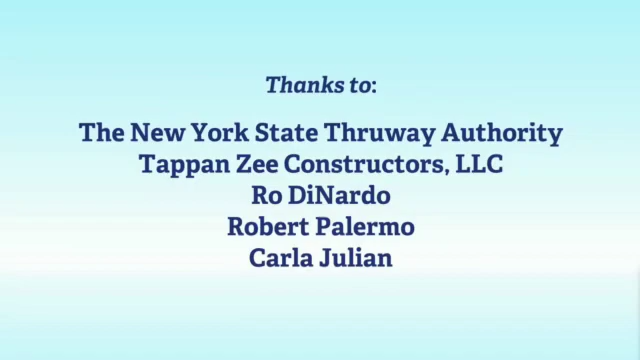 Thanks to:
The New York State Thruway Authority
Tappan Zee Constructors, LLC
Ro DiNardo
Robert Palermo
Carla Julian